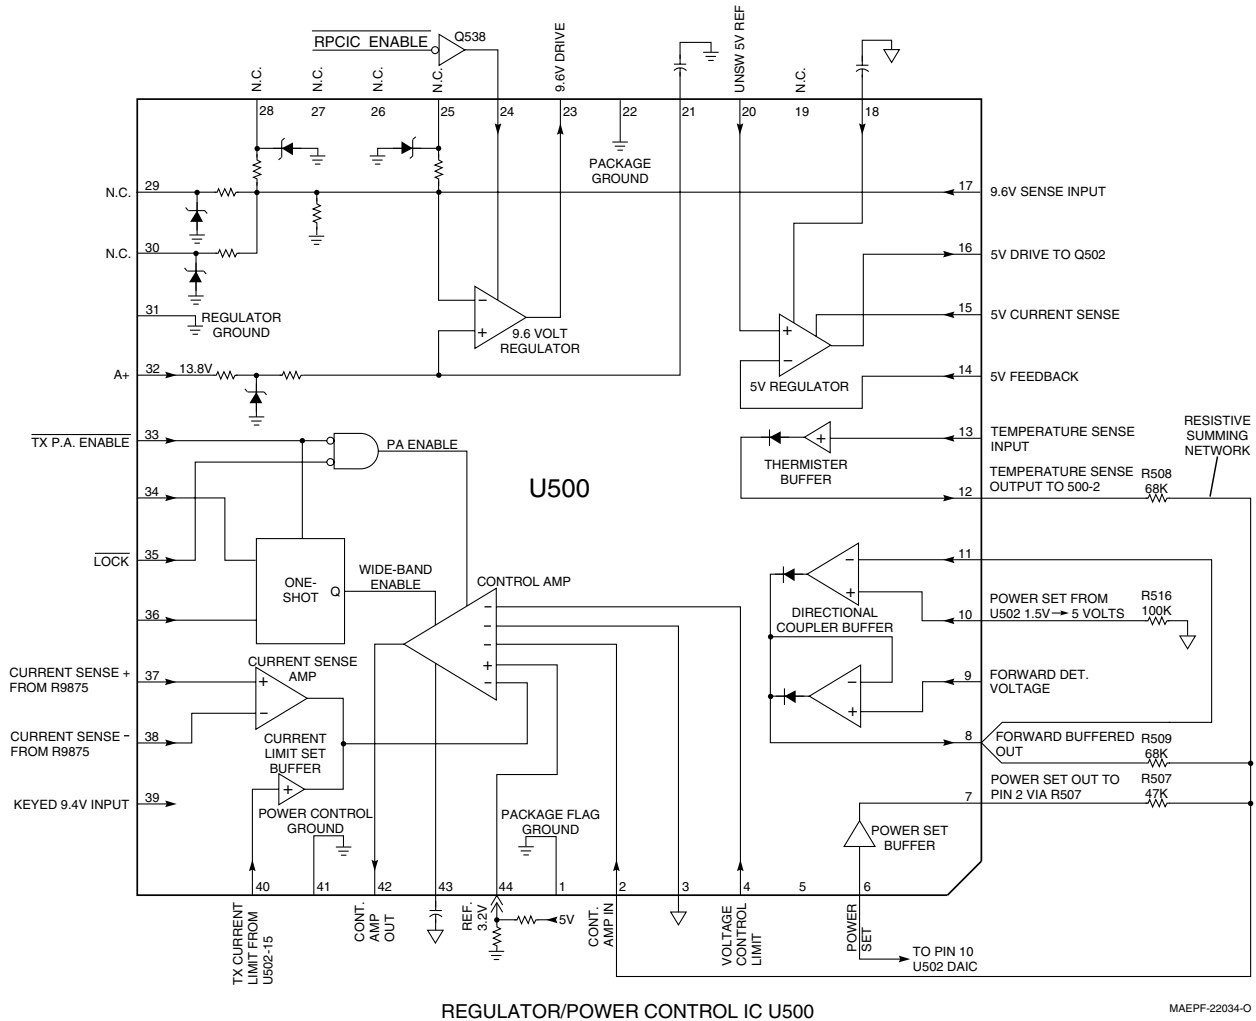 RPCIC ENABLE
Q538
N.C.
N.C.
N.C.
N.C.
9.6V DRIVE
UNSW 5V REF
N.C.
28
27
26
25
24
23
22
21
20
19
18
PACKAGE
GROUND
N.C.
29
17
9.6V SENSE INPUT
N.C.
30
16
5V DRIVE TO Q502
31
REGULATOR
GROUND
15
5V CURRENT SENSE
−
+
9.6 VOLT
REGULATOR
+
−
5V REGULATOR
A+
32
13.8V
14
5V FEEDBACK
TX P.A. ENABLE
33
PA ENABLE
+
THERMISTER
BUFFER
13
TEMPERATURE SENSE
INPUT
RESISTIVE
SUMMING
NETWORK
34
U500
12
TEMPERATURE SENSE
OUTPUT TO 500-2
R508
68K
LOCK
35
ONE-
SHOT
Q
WIDE-BAND
ENABLE
CONTROL AMP
−
−
−
+
−
−
+
DIRECTIONAL
COUPLER BUFFER
11
36
10
POWER SET FROM
U502 1.5V → 5 VOLTS
R516
100K
CURRENT SENSE +
FROM R9875
37
CURRENT SENSE
AMP
+
−
−
+
9
FORWARD DET.
VOLTAGE
CURRENT SENSE −
FROM R9875
38
CURRENT
LIMIT SET
BUFFER
+
8
FORWARD BUFFERED
OUT
R509
68K
KEYED 9.4V INPUT
39
POWER CONTROL
GROUND
PACKAGE FLAG
GROUND
7
POWER SET OUT TO
PIN 2 VIA R507
R507
47K
POWER SET
BUFFER
40
41
42
43
44
1
2
3
4
5
6
TX CURRENT
LIMIT FROM
U502-15
CONT.
AMP
OUT
REF.
3.2V
5V
CONT.
AMP IN
VOLTAGE
CONTROL
LIMIT
POWER
SET
TO PIN 10
U502 DAIC
REGULATOR/POWER CONTROL IC U500
MAEPF-22034-O